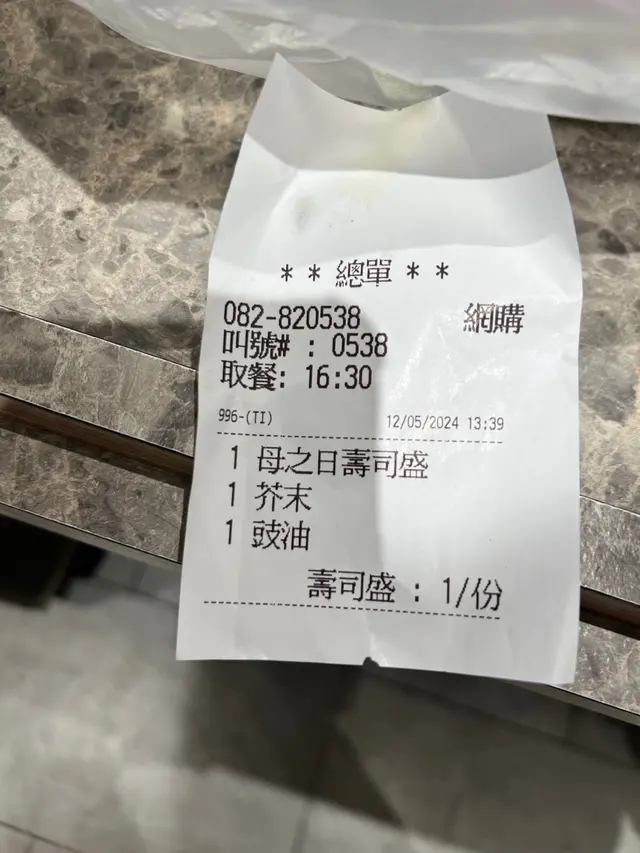 * * 總單 * *
082-820538 網購
叫號# : 0538
取餐: 16:30
996-(TI) 12/05/2024 13:39
1 母之日壽司盛
1 芥末
1 豉油
壽司盛 : 1/份